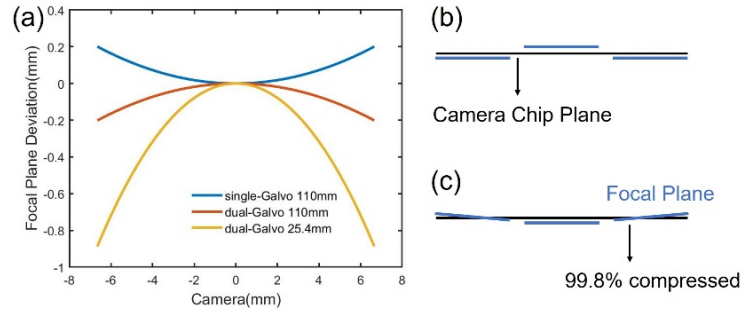 (a)
0.4
0.2
0
-0.2
-0.4
-0.6
-0.8
-1
Focal Plane Deviation(mm)
single-Galvo 110mm
dual-Galvo 110mm
dual-Galvo 25.4mm
-8 -6 -4 -2 0 2 4 6 8
Camera(mm)
(b)
Camera Chip Plane
(c)
Focal Plane
99.8% compressed